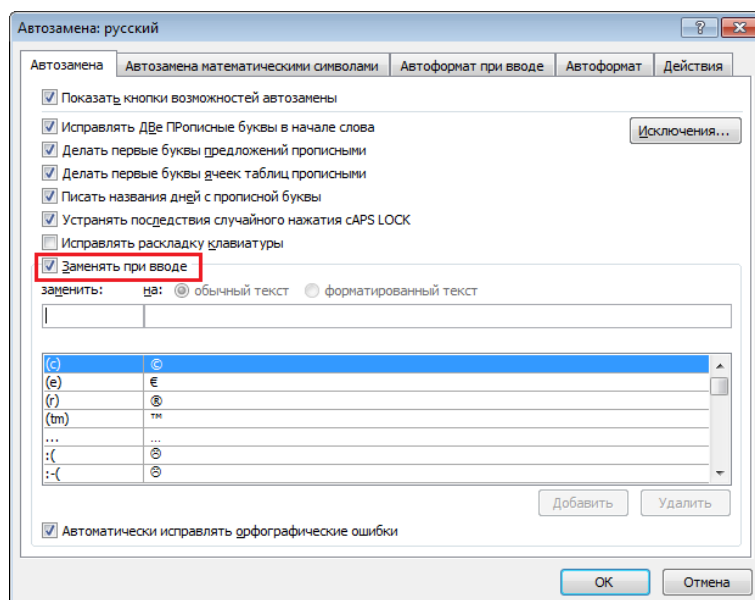 Автозамена: русский
Автозамена Автозамена математическими символами Автоформат при вводе Автоформат Действия
Показать кнопки возможностей автозамены
Исправлять ДВе ПРописные буквы в начале слова
Исключения...
Делать первые буквы предложений прописными
Делать первые буквы ячеек таблиц прописными
Писать названия дней с прописной буквы
Устранять последствия случайного нажатия cAPS LOCK
Исправлять раскладку клавиатуры
Заменять при вводе
заменить: на: обычный текст форматированный текст
(c) ©
(e) €
(r) ®
(tm) ™
... …
:( ☹
:-( ☹
Добавить Удалить
Автоматически исправлять орфографические ошибки
ОК Отмена